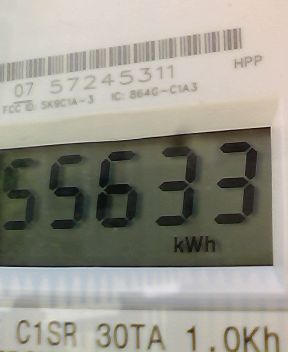 07 57245311
HPP
FCC ID: SK9C1A-3 IC: 864G-C1A3
55633
kWh
C1SR 30TA 1.0Kh